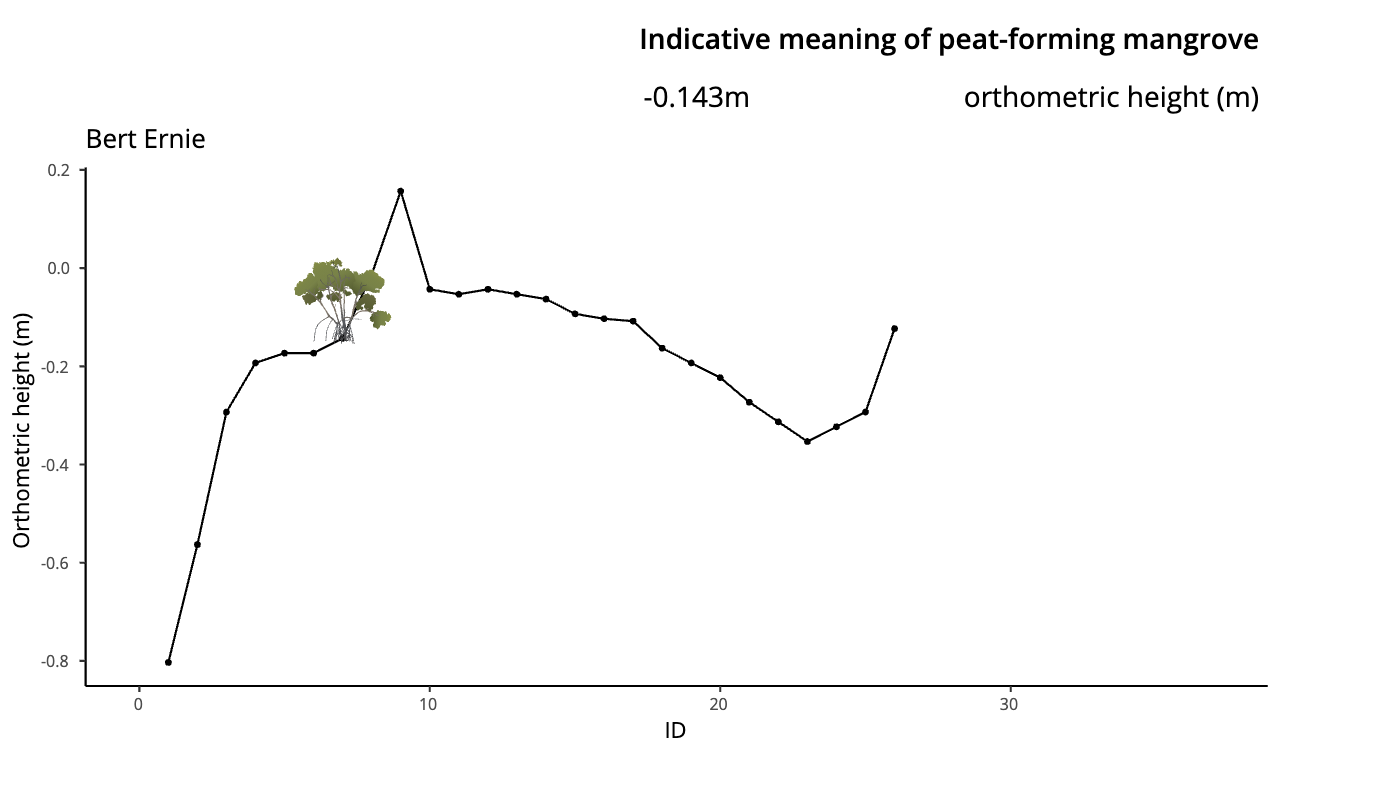 Indicative meaning of peat-forming mangrove
-0.143m orthometric height (m)
Bert Ernie
Orthometric height (m)
0.2
0.0
-0.2
-0.4
-0.6
-0.8
0 10 20 30
ID